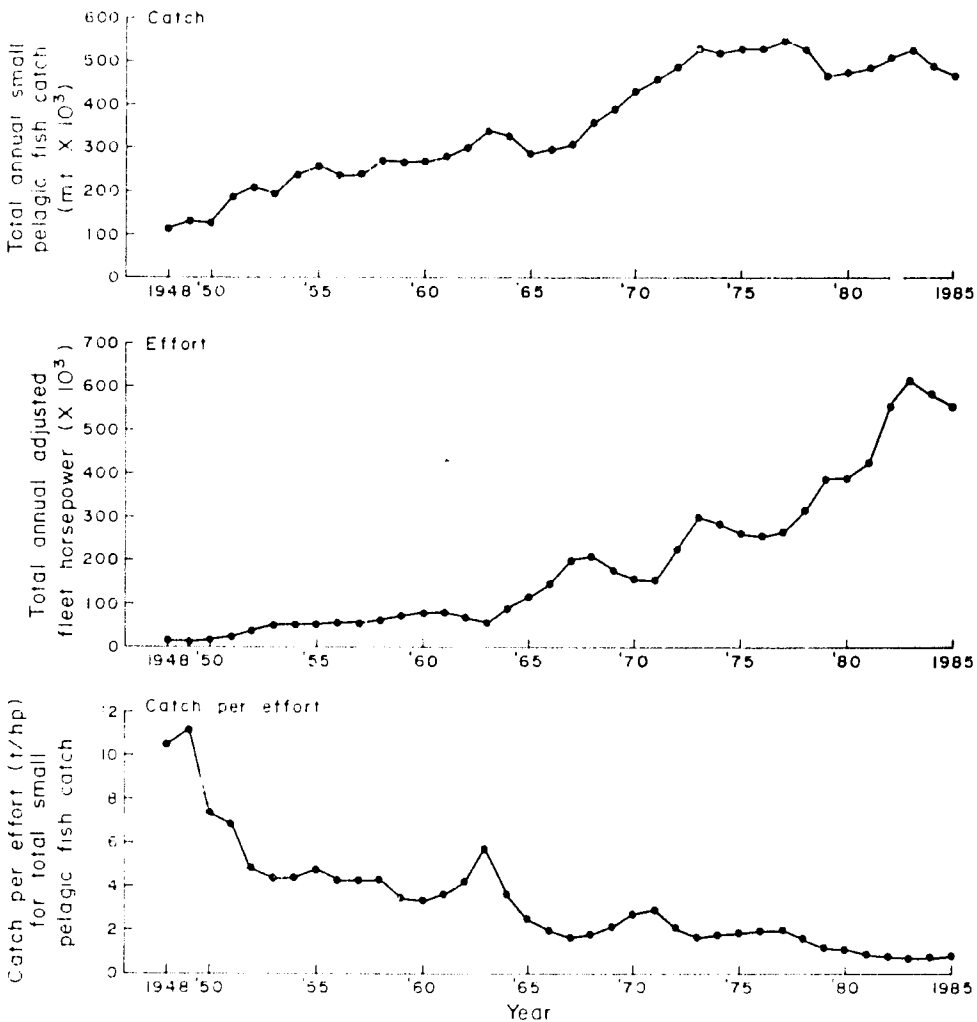 Catch
Total annual small
pelagic fish catch
(mt X 10³)
600
500
400
300
200
100
0
1948 '50 '55 '60 '65 '70 '75 '80 1985
Effort
Total annual adjusted
fleet horsepower (X 10³)
700
600
500
400
300
200
100
0
1948 '50 '55 '60 '65 '70 '75 '80 1985
Catch per effort
Catch per effort (t/hp)
for total small
pelagic fish catch
12
10
8
6
4
2
0
1948 '50 '55 '60 '65 '70 '75 '80 1985
Year